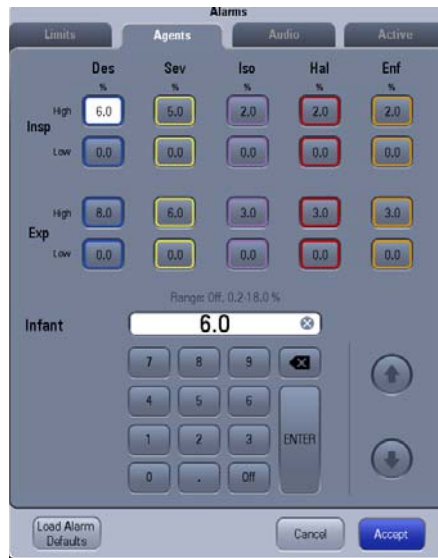 Alarms
Limits Agents Audio Active
Des Sev Iso Hal Enf
% % % % %
High 6.0 5.0 2.0 2.0 2.0
Insp
Low 0.0 0.0 0.0 0.0 0.0
High 8.0 6.0 3.0 3.0 3.0
Exp
Low 0.0 0.0 0.0 0.0 0.0
Range: Off, 0.2-18.0 %
Infant 6.0
7 8 9
4 5 6
1 2 3 ENTER
0 . Off
Load Alarm
Defaults
Cancel Accept